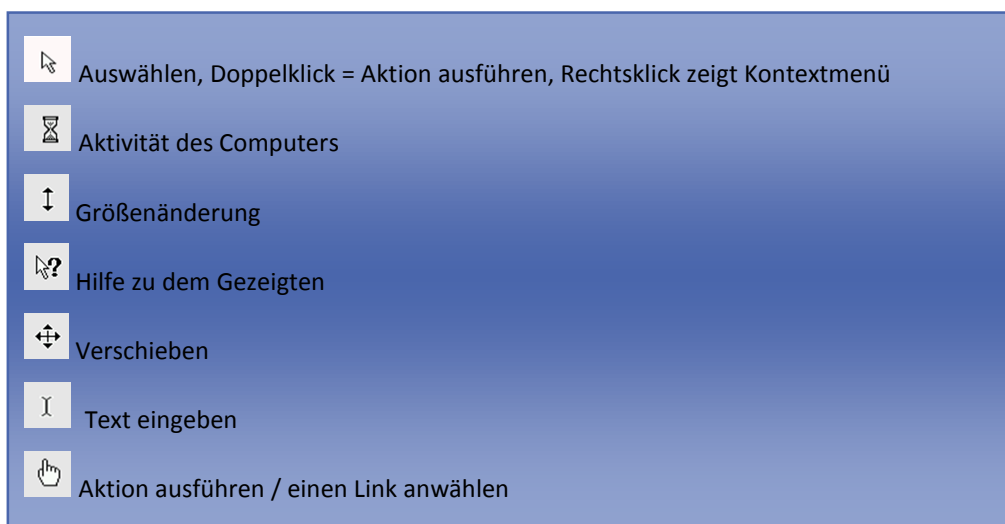 Auswählen, Doppelklick = Aktion ausführen, Rechtsklick zeigt Kontextmenü
Aktivität des Computers
Größenänderung
Hilfe zu dem Gezeigten
Verschieben
Text eingeben
Aktion ausführen / einen Link anwählen